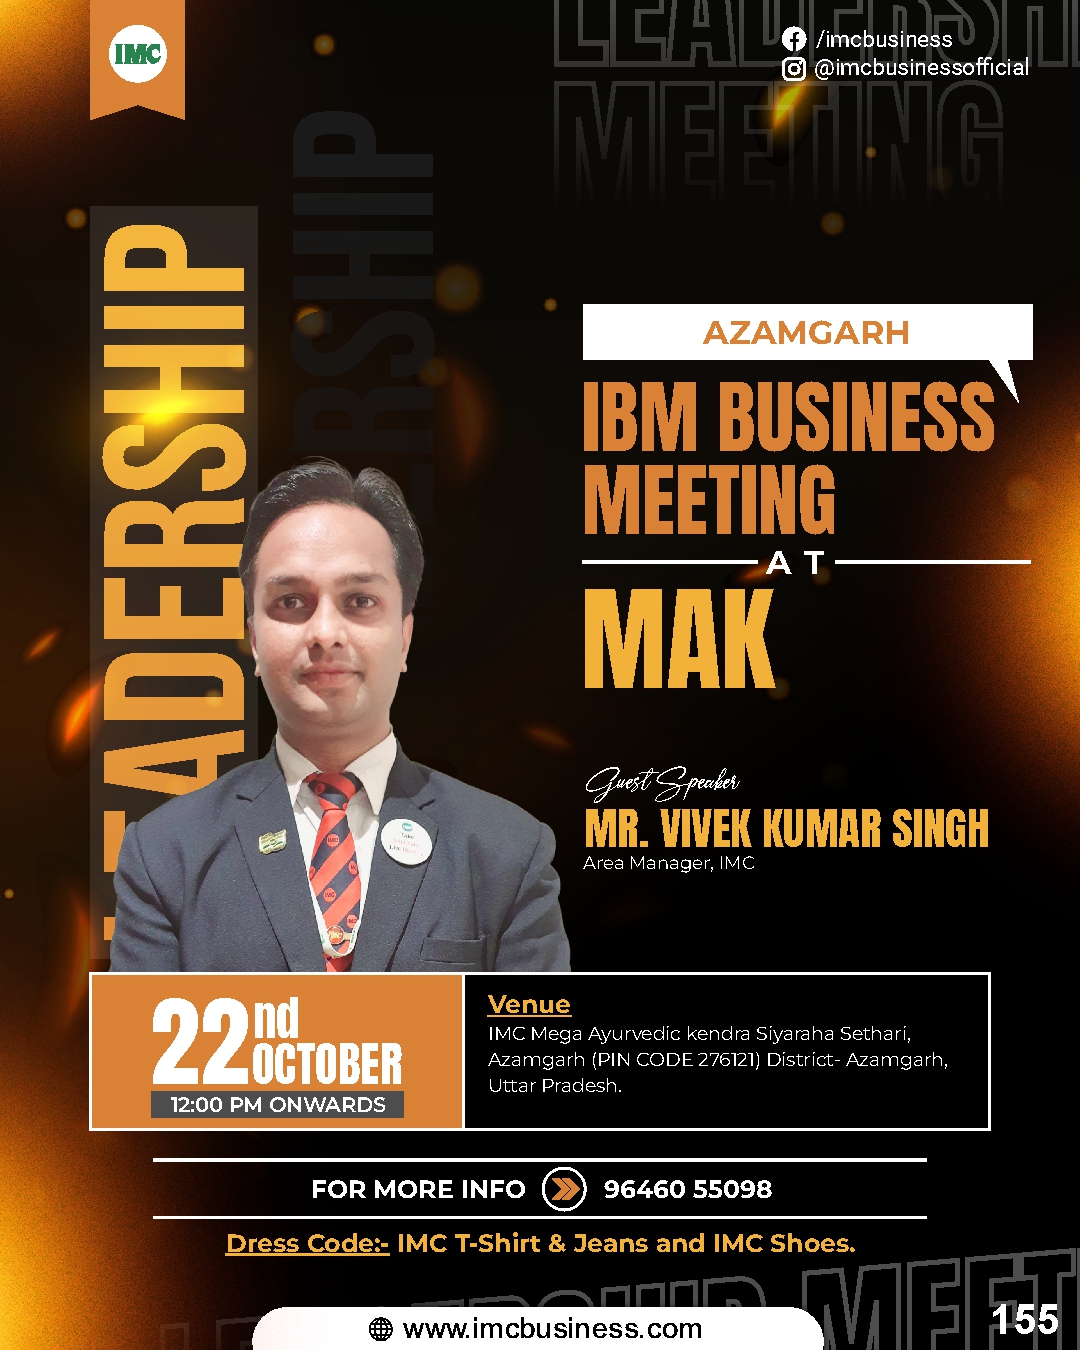 IMC
LEADERSHIP
MEETING
/imcbusiness
@imcbusinessofficial
LEADERSHIP
AZAMGARH
IBM BUSINESS
MEETING
AT
MAK
Guest Speaker
MR. VIVEK KUMAR SINGH
Area Manager, IMC
22nd
OCTOBER
12:00 PM ONWARDS
Venue
IMC Mega Ayurvedic kendra Siyaraha Sethari,
Azamgarh (PIN CODE 276121) District- Azamgarh,
Uttar Pradesh.
FOR MORE INFO 96460 55098
Dress Code:- IMC T-Shirt & Jeans and IMC Shoes.
www.imcbusiness.com
155